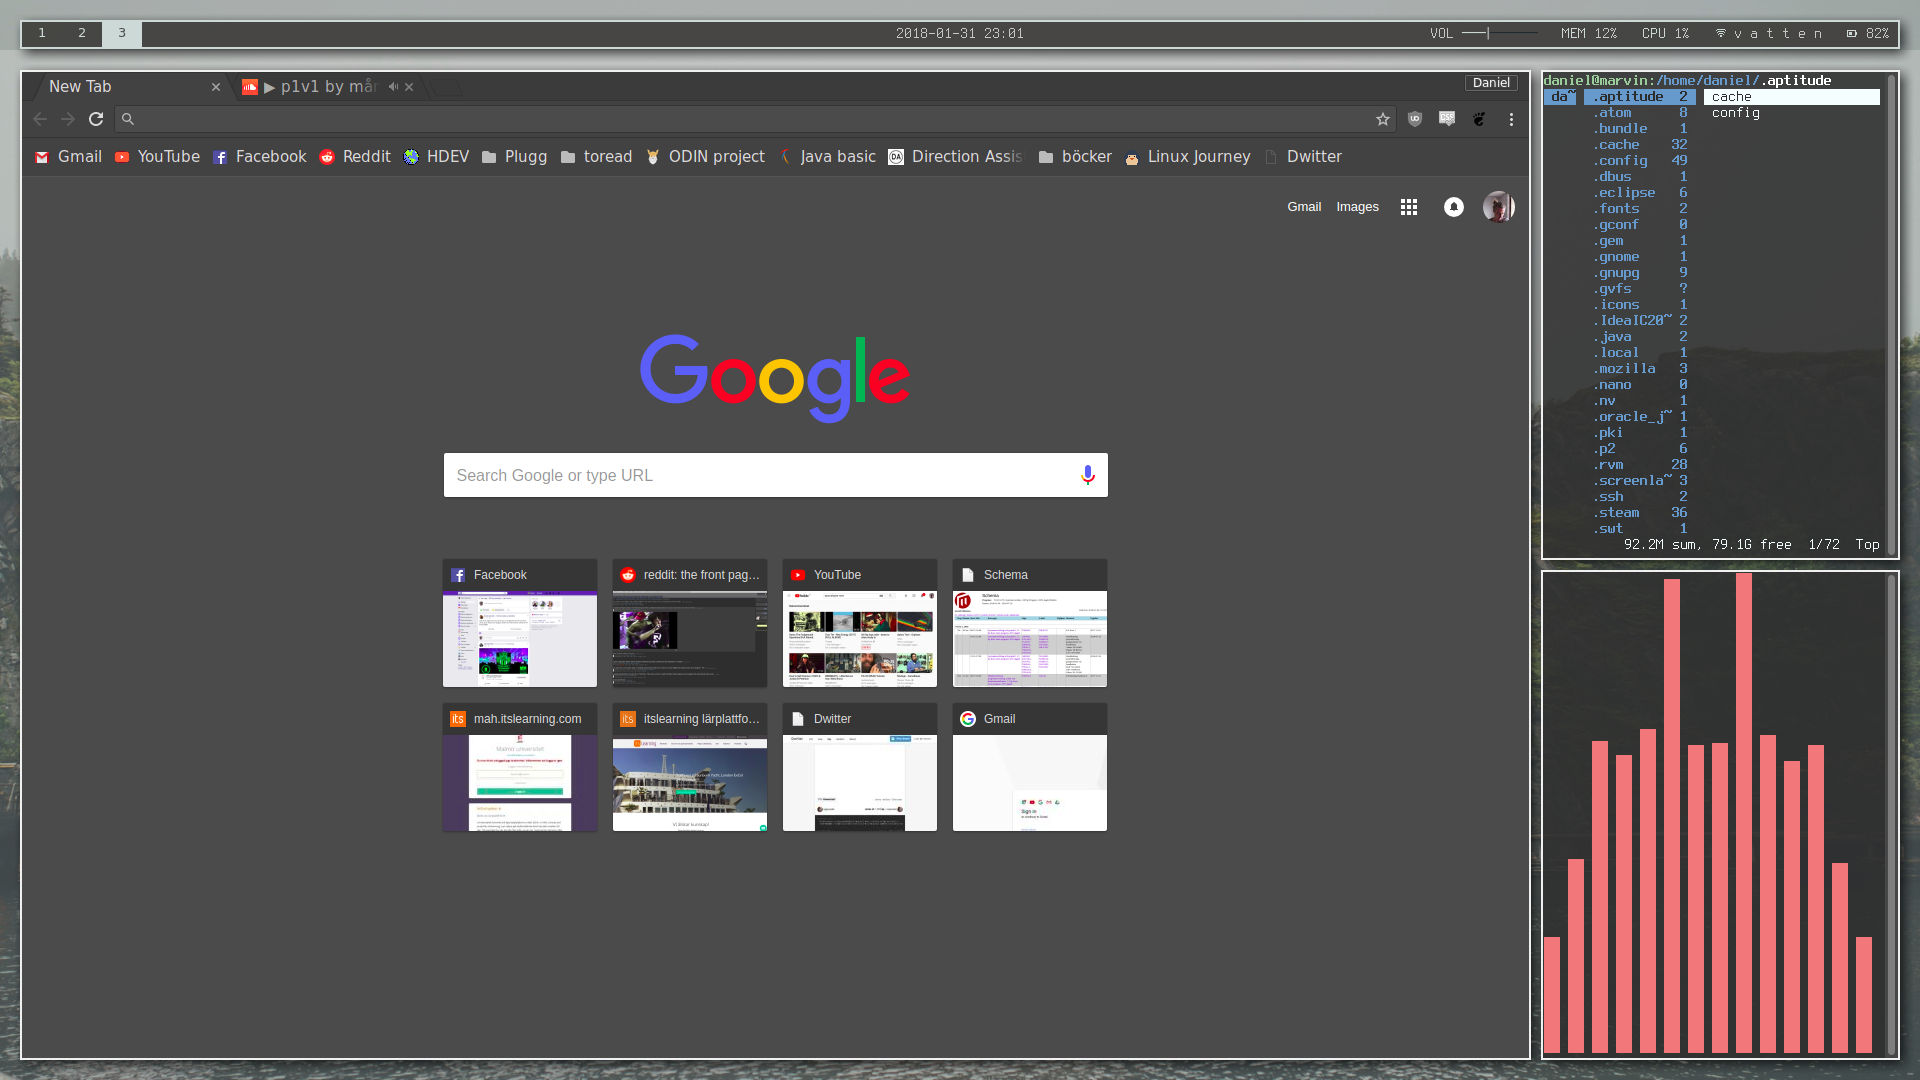 1 2 3 2018-01-31 23:01 VOL MEM 12% CPU 1% v a t t e n 82%
New Tab p1v1 by mår Daniel
Gmail YouTube Facebook Reddit HDEV Plugg toread ODIN project Java basic Direction Assis böcker Linux Journey Dwitter
Gmail Images
Google
Search Google or type URL
Facebook reddit: the front pag… YouTube Schema
mah.itslearning.com itslearning lärplattfo… Dwitter Gmail
daniel@marvin:/home/daniel/.aptitude
da~ .aptitude 2 cache
.atom 8 config
.bundle 1
.cache 32
.config 49
.dbus 1
.eclipse 6
.fonts 2
.gconf 0
.gem 1
.gnome 1
.gnupg 9
.gvfs ?
.icons 1
.IdeaIC20~ 2
.java 2
.local 1
.mozilla 3
.nano 0
.nv 1
.oracle_j~ 1
.pki 1
.p2 6
.rvm 28
.screenla~ 3
.ssh 2
.steam 36
.swt 1
92.2M sum, 79.1G free 1/72 Top